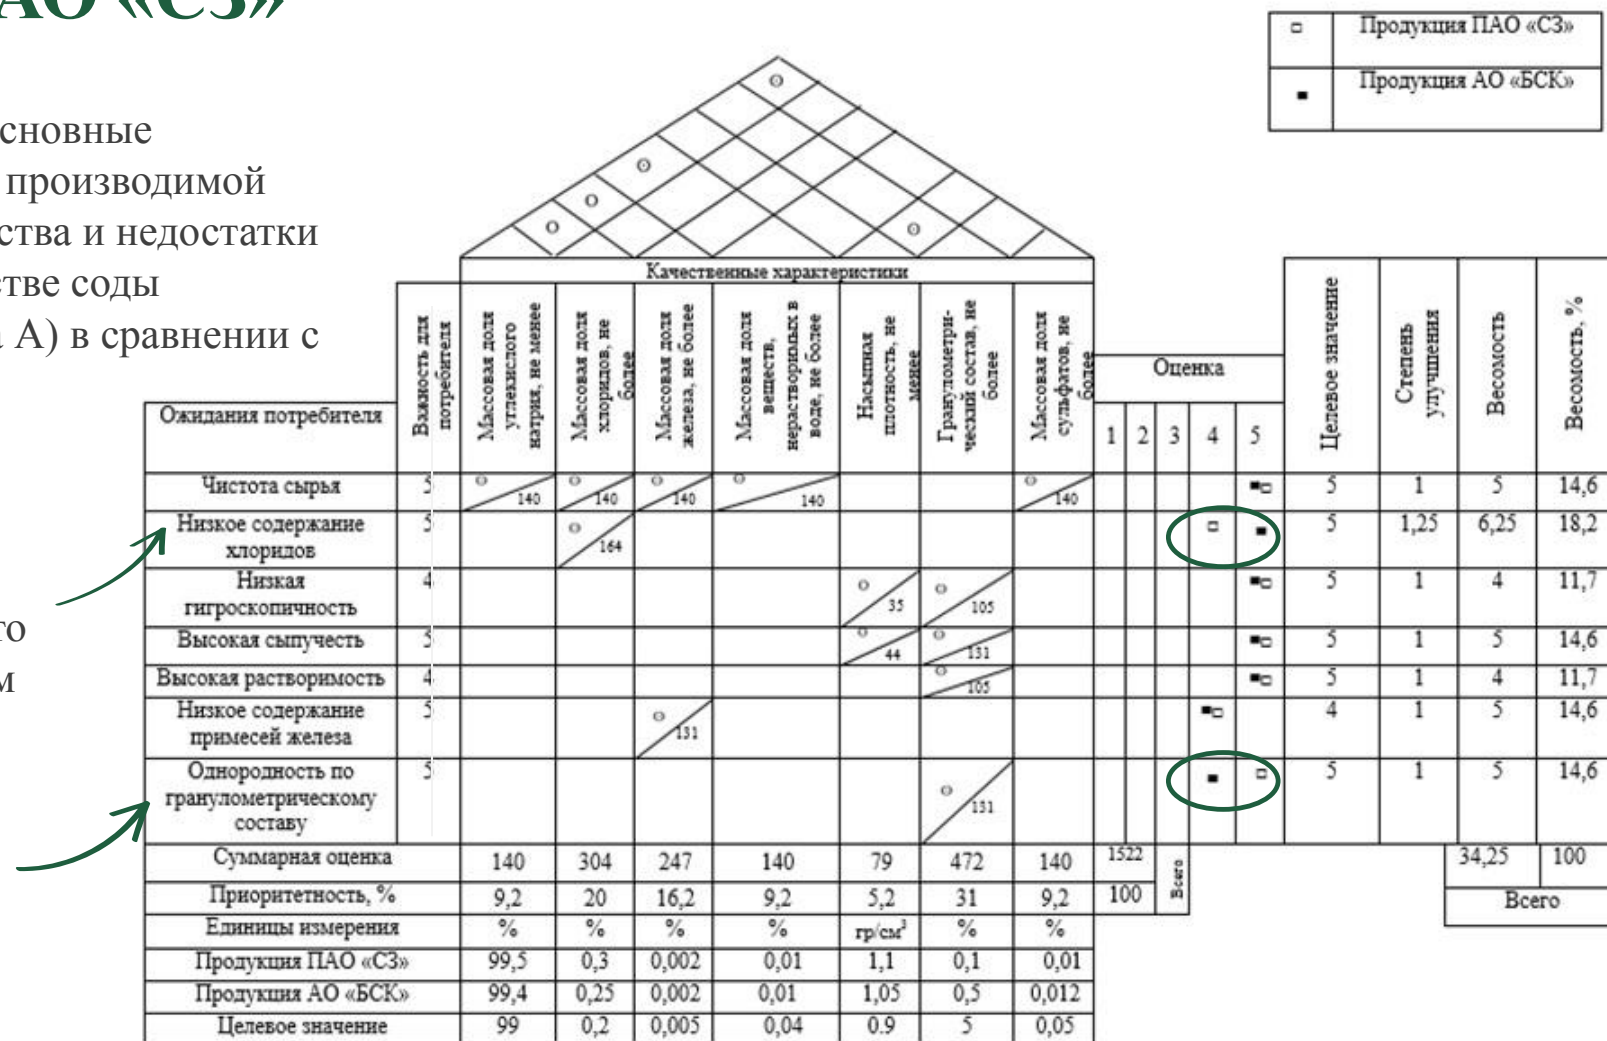 АО «СЗ»
сновные
производимой
ства и недостатки
стве соды
А) в сравнении с
то
м
□ Продукция ПАО «СЗ»
■ Продукция АО «БСК»
Качественные характеристики
Ожидания потребителя
Важность для
потребителя
Массовая доля
углекислого
натрия, не менее
Массовая доля
хлоридов, не
более
Массовая доля
железа, не более
Массовая доля
веществ,
нерастворимых в
воде, не более
Насыпная
плотность, не
менее
Гранулометри-
ческий состав, не
более
Массовая доля
сульфатов, не
более
Оценка
1 2 3 4 5
Целевое значение
Степень
улучшения
Весомость
Весомость, %
Чистота сырья 5 140 140 140 140 140 5 1 5 14,6
Низкое содержание
хлоридов 5 164 5 1,25 6,25 18,2
Низкая
гигроскопичность 4 35 105 5 1 4 11,7
Высокая сыпучесть 5 44 131 5 1 5 14,6
Высокая растворимость 4 105 5 1 4 11,7
Низкое содержание
примесей железа 5 131 4 1 5 14,6
Однородность по
гранулометрическому
составу 5 131 5 1 5 14,6
Суммарная оценка 140 304 247 140 79 472 140 1522 Всего 34,25 100
Приоритетность, % 9,2 20 16,2 9,2 5,2 31 9,2 100 Всего
Единицы измерения % % % % гр/см³ % %
Продукция ПАО «СЗ» 99,5 0,3 0,002 0,01 1,1 0,1 0,01
Продукция АО «БСК» 99,4 0,25 0,002 0,01 1,05 0,5 0,012
Целевое значение 99 0,2 0,005 0,04 0.9 5 0,05